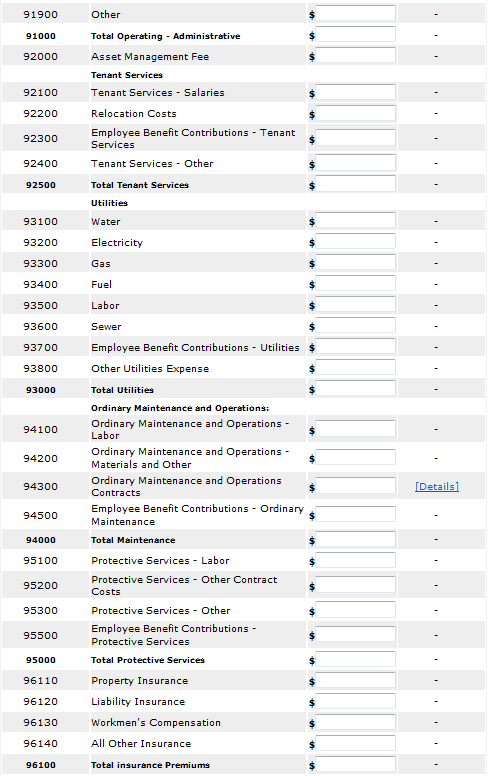 91900 Other $ -
91000 Total Operating - Administrative $ -
92000 Asset Management Fee $ -
Tenant Services
92100 Tenant Services - Salaries $ -
92200 Relocation Costs $ -
92300 Employee Benefit Contributions - Tenant $ -
Services
92400 Tenant Services - Other $ -
92500 Total Tenant Services $ -
Utilities
93100 Water $ -
93200 Electricity $ -
93300 Gas $ -
93400 Fuel $ -
93500 Labor $ -
93600 Sewer $ -
93700 Employee Benefit Contributions - Utilities $ -
93800 Other Utilities Expense $ -
93000 Total Utilities $ -
Ordinary Maintenance and Operations:
94100 Ordinary Maintenance and Operations - $ -
Labor
94200 Ordinary Maintenance and Operations - $ -
Materials and Other
94300 Ordinary Maintenance and Operations $ [Details]
Contracts
94500 Employee Benefit Contributions - Ordinary $ -
Maintenance
94000 Total Maintenance $ -
95100 Protective Services - Labor $ -
95200 Protective Services - Other Contract $ -
Costs
95300 Protective Services - Other $ -
95500 Employee Benefit Contributions - $ -
Protective Services
95000 Total Protective Services $ -
96110 Property Insurance $ -
96120 Liability Insurance $ -
96130 Workmen's Compensation $ -
96140 All Other Insurance $ -
96100 Total insurance Premiums $ -